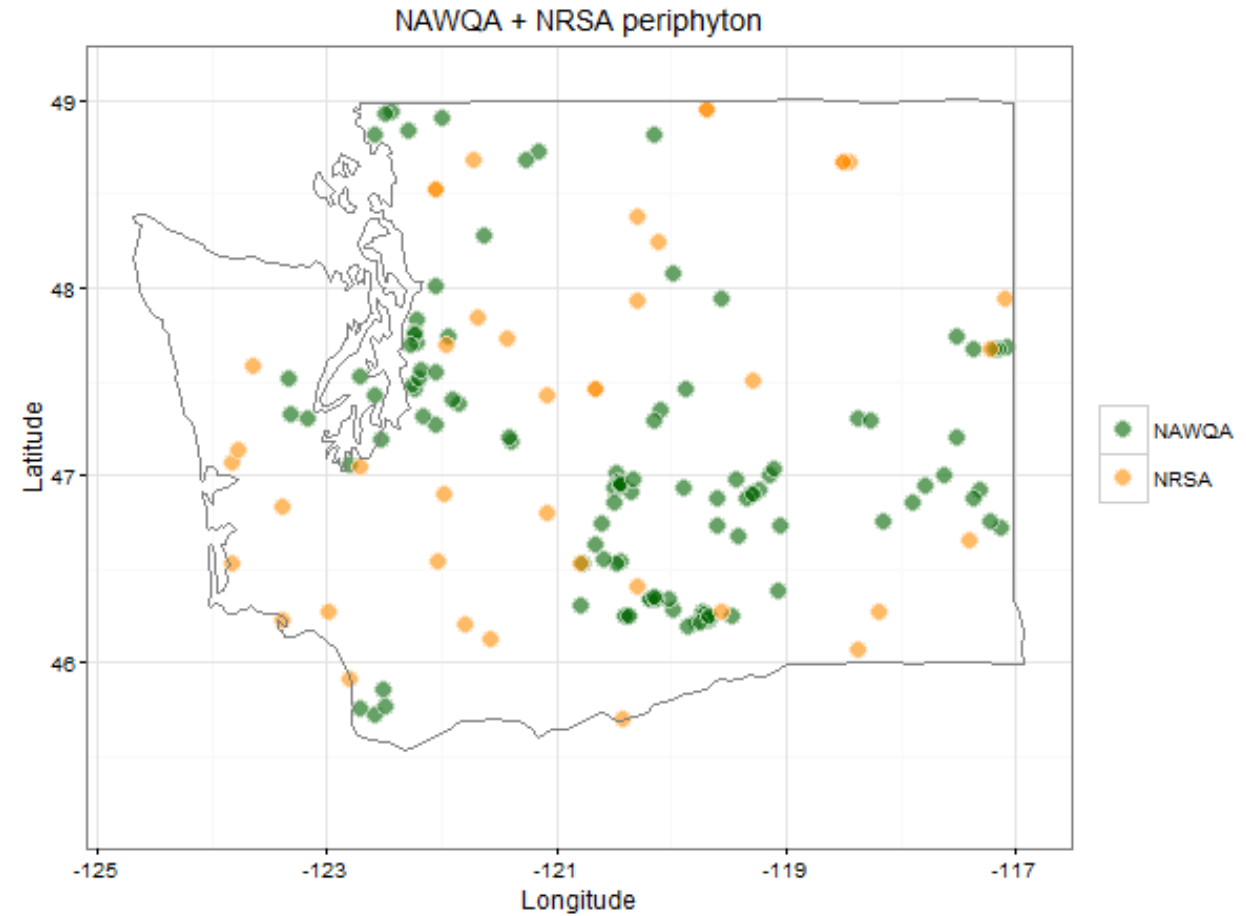 NAWQA + NRSA periphyton
49
48
47
46
Latitude
-125
-123
-121
-119
-117
Longitude
NAWQA
NRSA